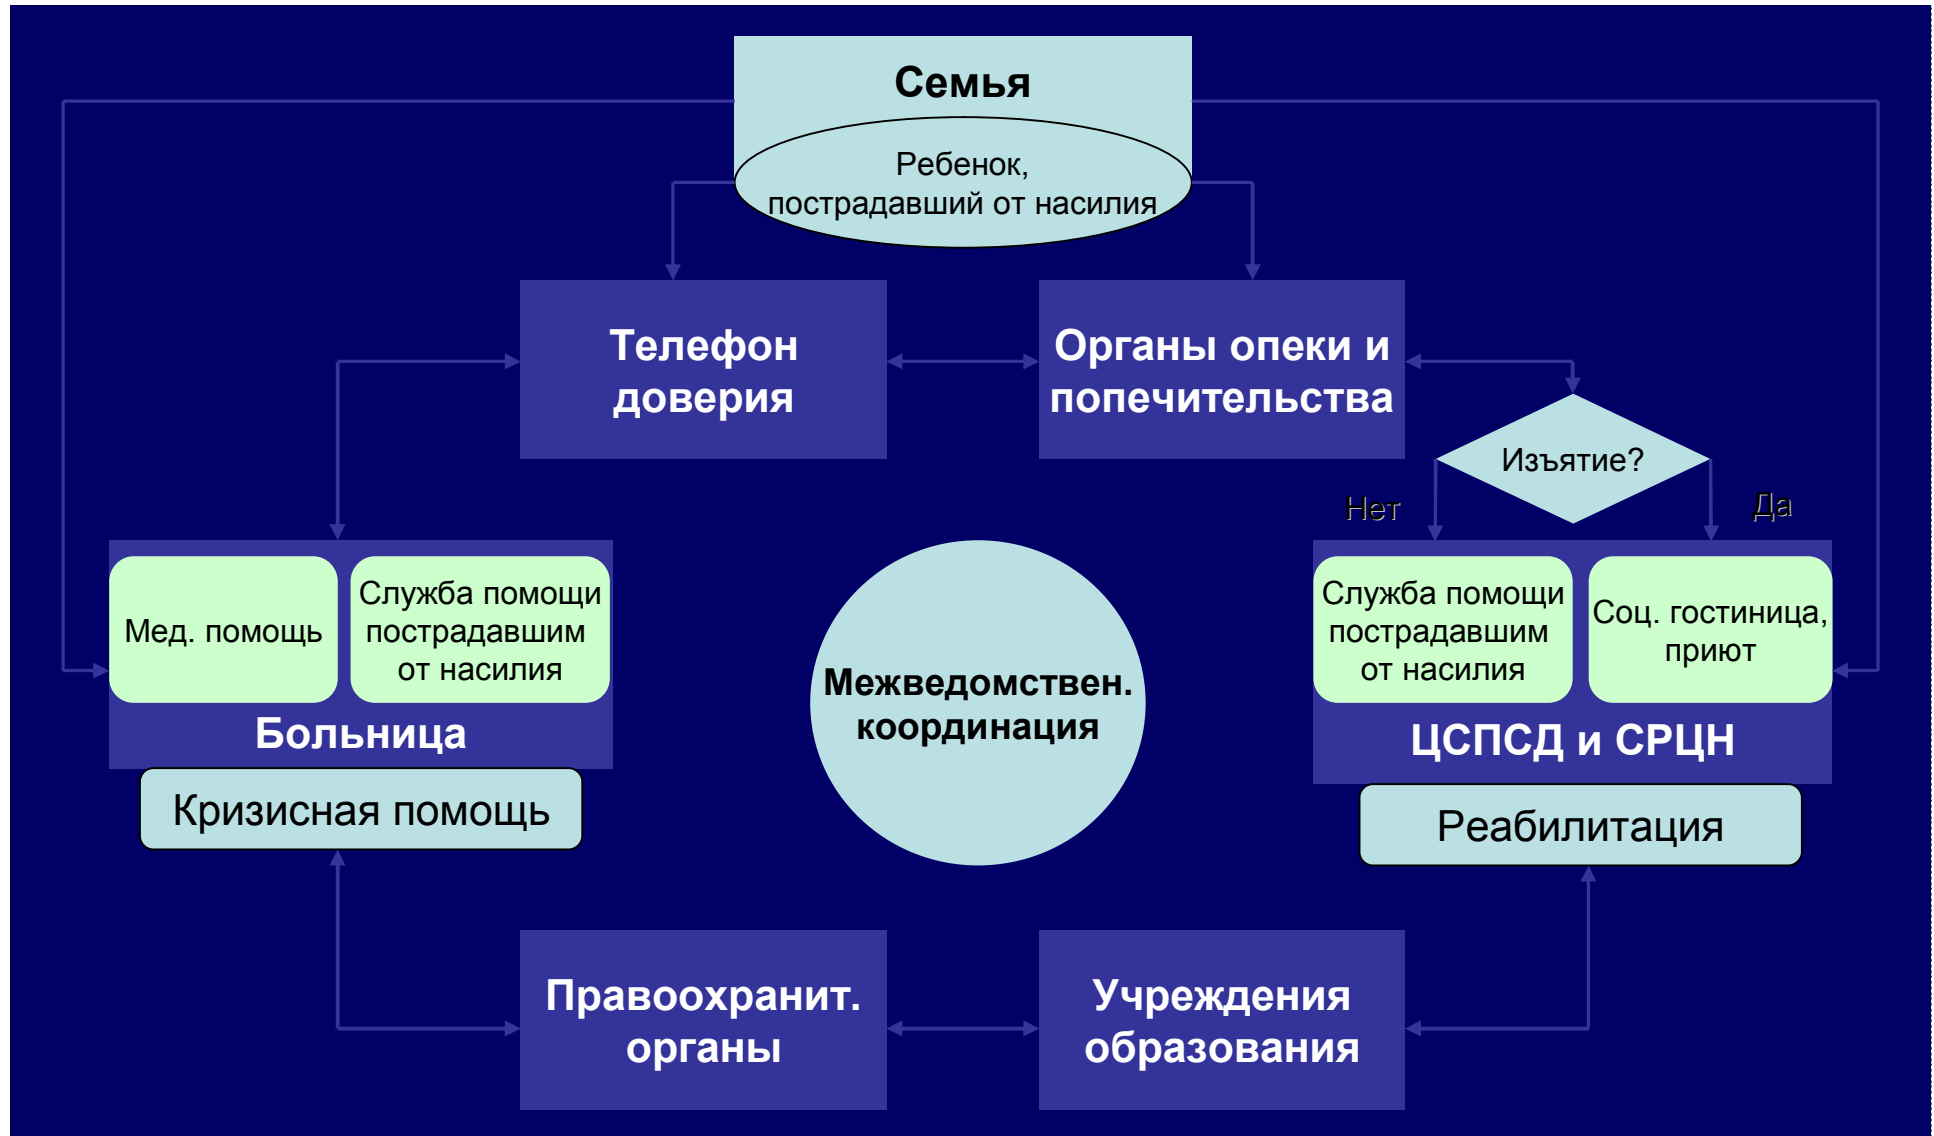 Семья
Ребенок,
пострадавший от насилия
Телефон
доверия
Органы опеки и
попечительства
Изъятие?
Нет
Да
Мед. помощь
Служба помощи
пострадавшим
от насилия
Больница
Кризисная помощь
Межведомствен.
координация
Служба помощи
пострадавшим
от насилия
Соц. гостиница,
приют
ЦСПСД и СРЦН
Реабилитация
Правоохранит.
органы
Учреждения
образования